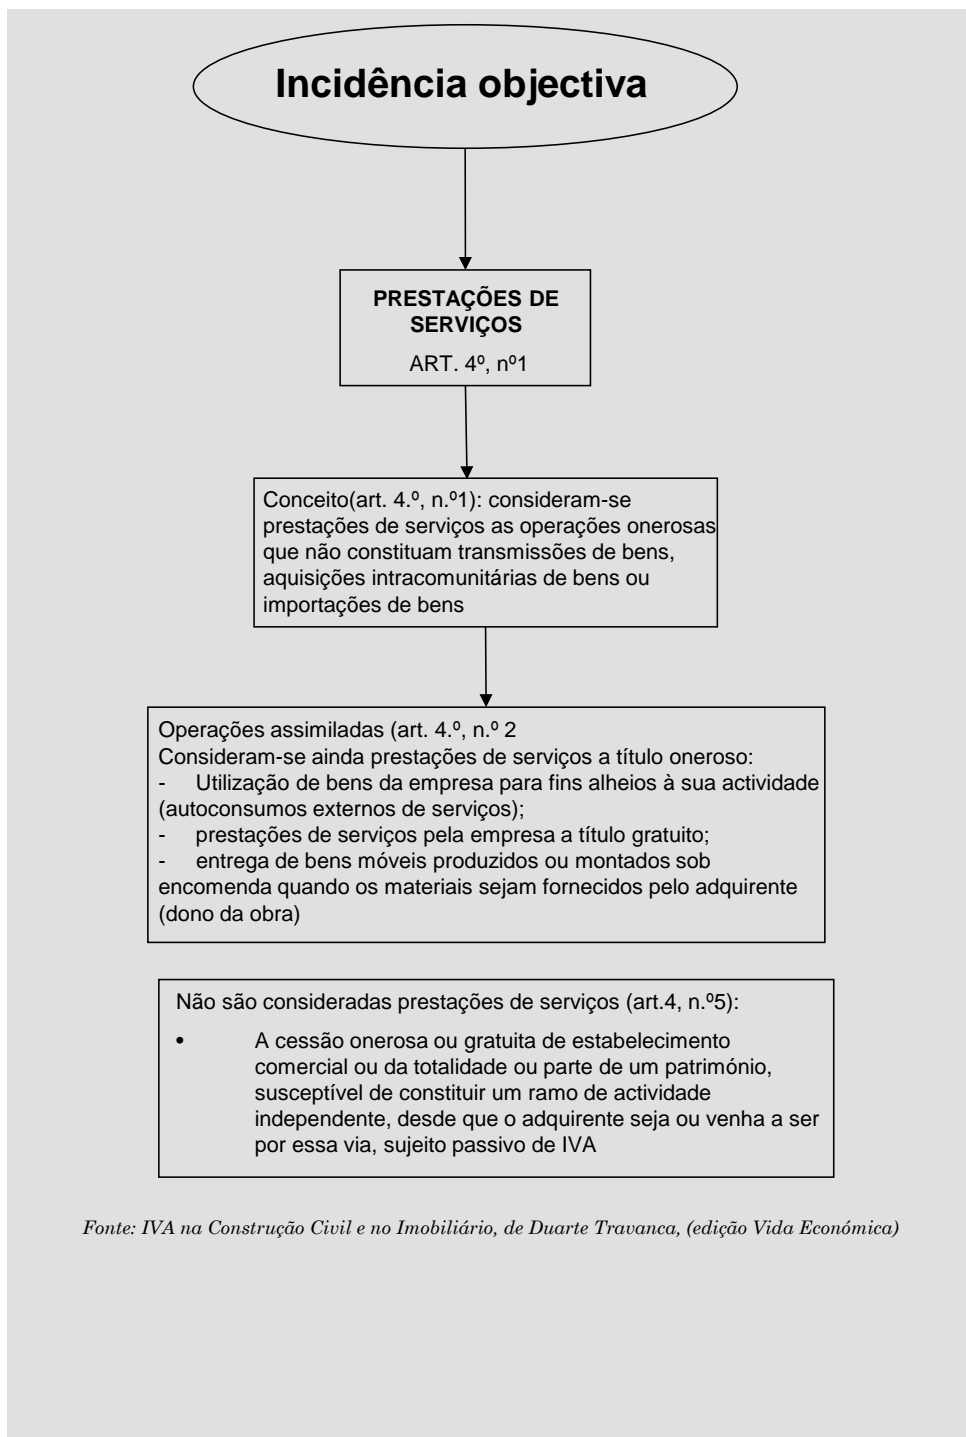 Incidência objectiva
PRESTAÇÕES DE
SERVIÇOS
ART. 4º, nº1
Conceito(art. 4.º, n.º1): consideram-se
prestações de serviços as operações onerosas
que não constituam transmissões de bens,
aquisições intracomunitárias de bens ou
importações de bens
Operações assimiladas (art. 4.º, n.º 2
Consideram-se ainda prestações de serviços a título oneroso:
- Utilização de bens da empresa para fins alheios à sua actividade
(autoconsumos externos de serviços);
- prestações de serviços pela empresa a título gratuito;
- entrega de bens móveis produzidos ou montados sob
encomenda quando os materiais sejam fornecidos pelo adquirente
(dono da obra)
Não são consideradas prestações de serviços (art.4, n.º5):
• A cessão onerosa ou gratuita de estabelecimento
comercial ou da totalidade ou parte de um património,
susceptível de constituir um ramo de actividade
independente, desde que o adquirente seja ou venha a ser
por essa via, sujeito passivo de IVA
Fonte: IVA na Construção Civil e no Imobiliário, de Duarte Travanca, (edição Vida Económica)